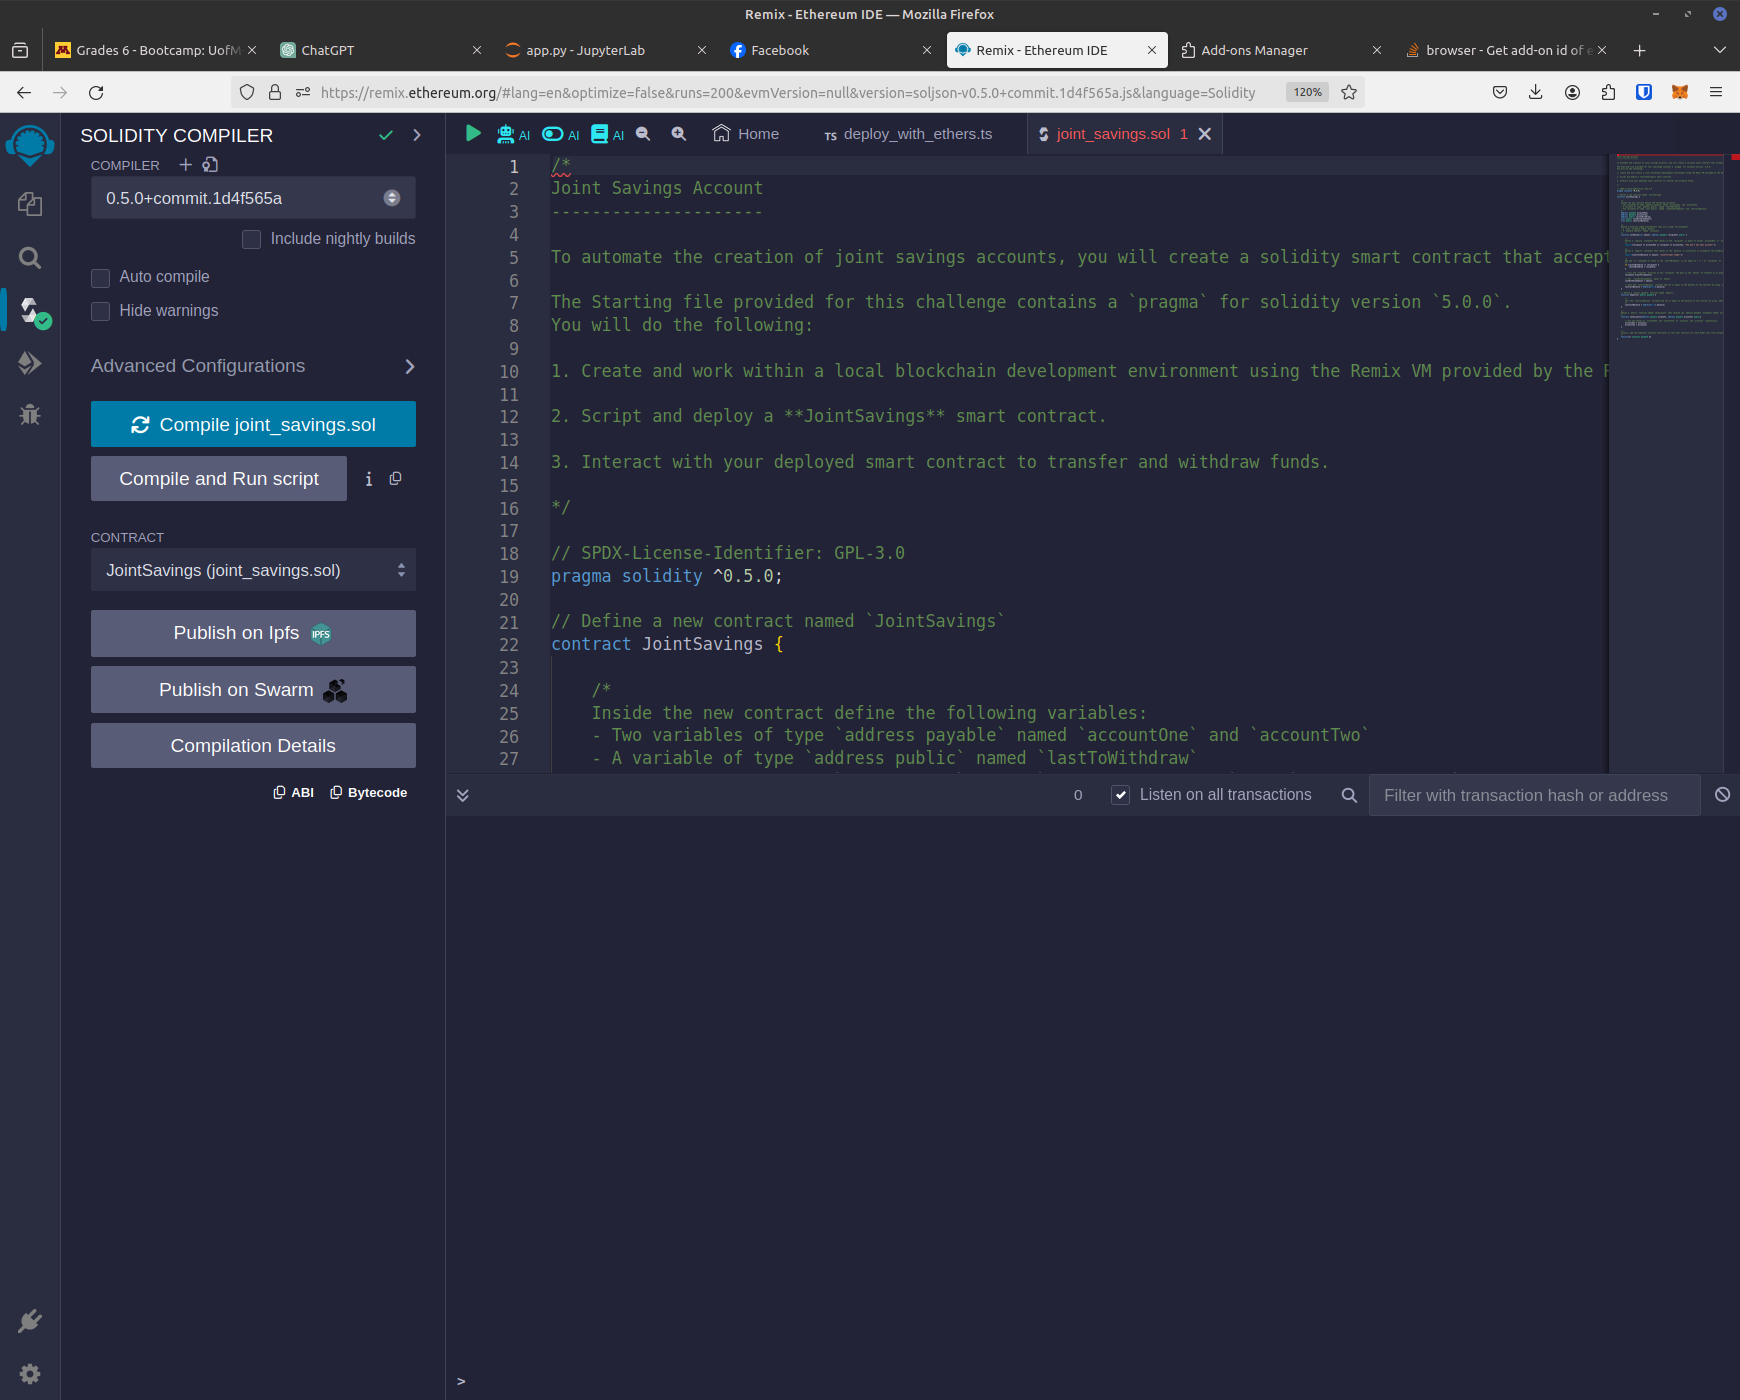 Remix - Ethereum IDE — Mozilla Firefox
Grades 6 - Bootcamp: UofM
ChatGPT
app.py - JupyterLab
Facebook
Remix - Ethereum IDE
Add-ons Manager
browser - Get add-on id of e
https://remix.ethereum.org/#lang=en&optimize=false&runs=200&evmVersion=null&version=soljson-v0.5.0+commit.1d4f565a.js&language=Solidity
120%
SOLIDITY COMPILER
COMPILER
0.5.0+commit.1d4f565a
Include nightly builds
Auto compile
Hide warnings
Advanced Configurations
Compile joint_savings.sol
Compile and Run script
i
CONTRACT
JointSavings (joint_savings.sol)
Publish on Ipfs IPFS
Publish on Swarm
Compilation Details
ABI Bytecode
AI AI AI
Home
TS deploy_with_ethers.ts
joint_savings.sol 1
1 /*
2 Joint Savings Account
3 ---------------------
4
5 To automate the creation of joint savings accounts, you will create a solidity smart contract that accept
6
7 The Starting file provided for this challenge contains a `pragma` for solidity version `5.0.0`.
8 You will do the following:
9
10 1. Create and work within a local blockchain development environment using the Remix VM provided by the R
11
12 2. Script and deploy a **JointSavings** smart contract.
13
14 3. Interact with your deployed smart contract to transfer and withdraw funds.
15
16 */
17
18 // SPDX-License-Identifier: GPL-3.0
19 pragma solidity ^0.5.0;
20
21 // Define a new contract named `JointSavings`
22 contract JointSavings {
23
24 /*
25 Inside the new contract define the following variables:
26 - Two variables of type `address payable` named `accountOne` and `accountTwo`
27 - A variable of type `address public` named `lastToWithdraw`
0
Listen on all transactions
Filter with transaction hash or address
>